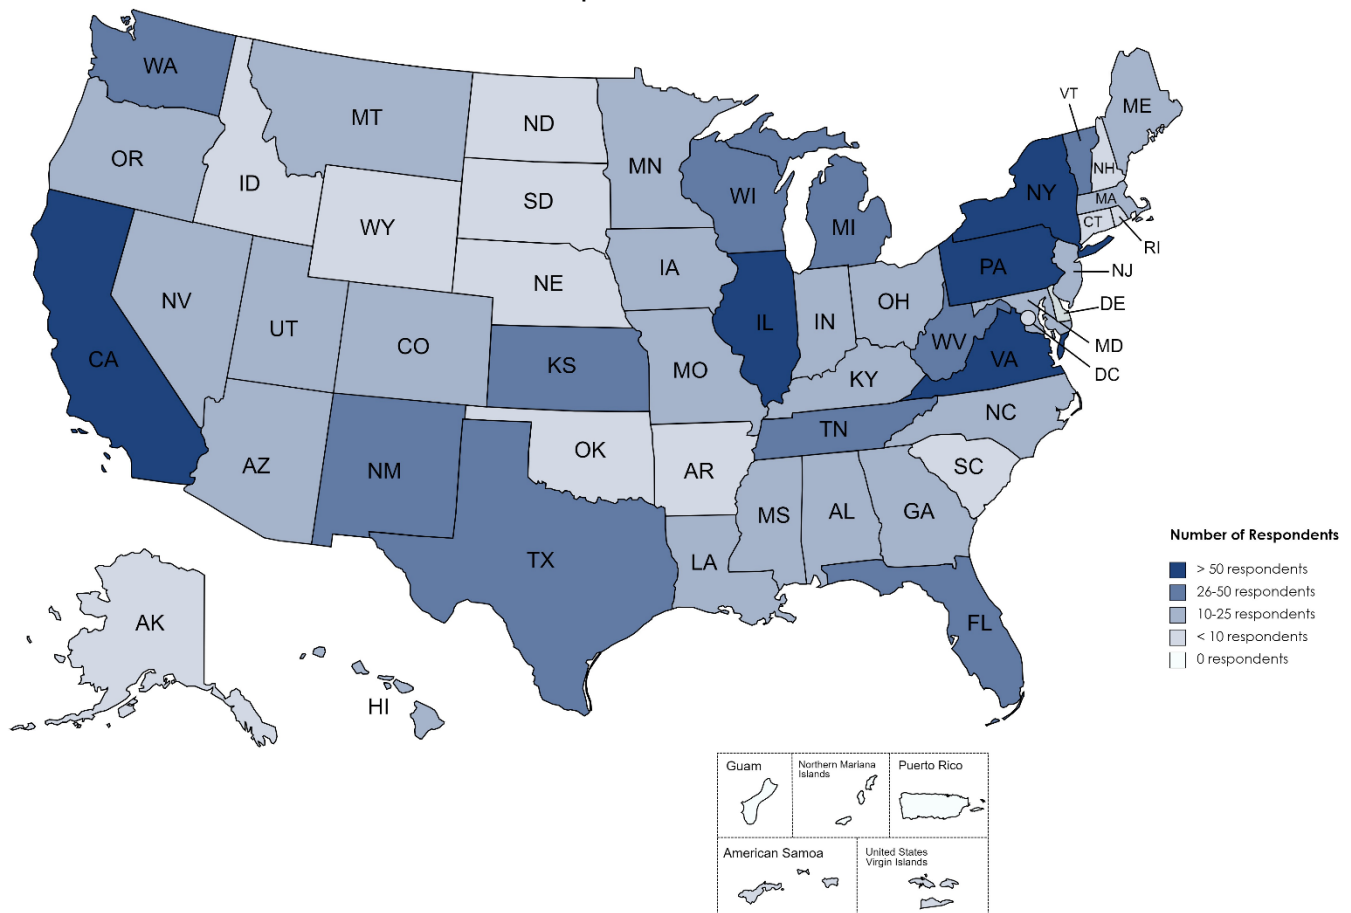 WA
MT
ND
MN
VT
ME
OR
ID
SD
WI
MI
NH
NY
MA
CT
RI
WY
IA
PA
NJ
NE
NV
UT
CO
IL
IN
OH
DE
WV
MD
DC
CA
KS
MO
KY
VA
NC
AZ
NM
OK
AR
TN
SC
MS
AL
GA
TX
LA
FL
Number of Respondents
> 50 respondents
26-50 respondents
10-25 respondents
< 10 respondents
0 respondents
AK
HI
Guam
Northern Mariana
Islands
Puerto Rico
American Samoa
United States
Virgin Islands